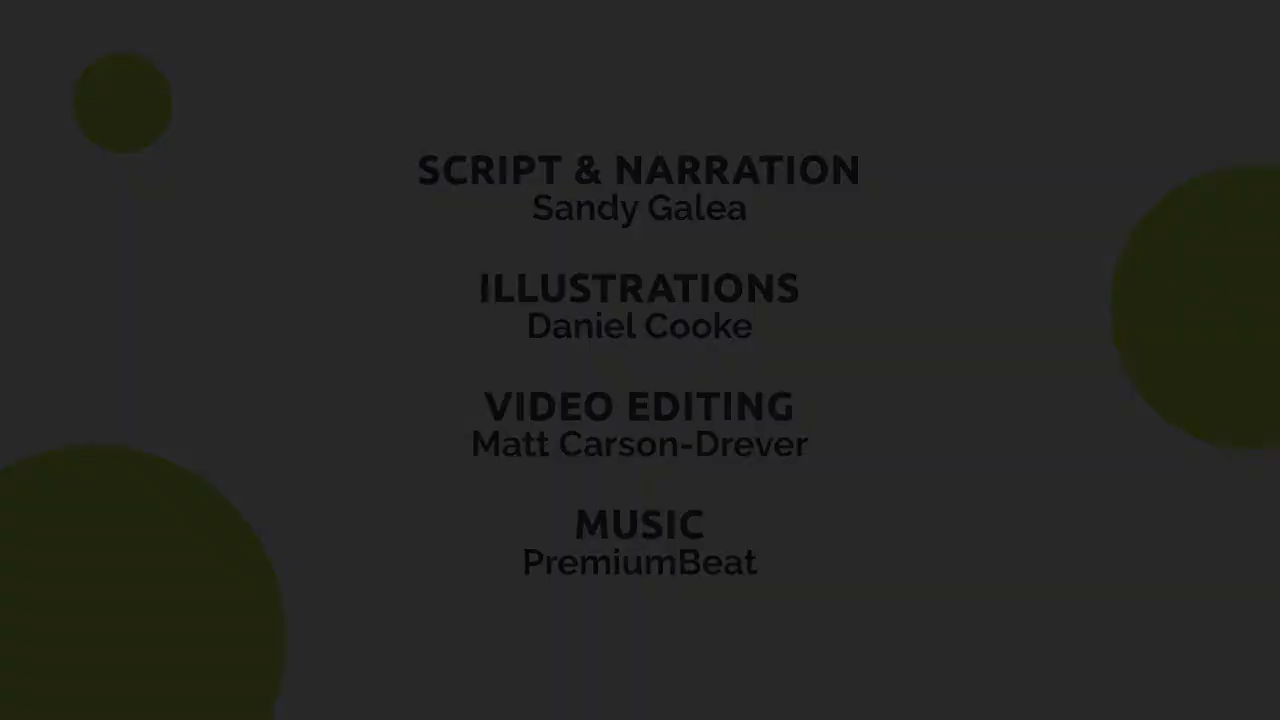 SCRIPT & NARRATION
Sandy Galea
ILLUSTRATIONS
Daniel Cooke
VIDEO EDITING
Matt Carson-Drever
MUSIC
PremiumBeat